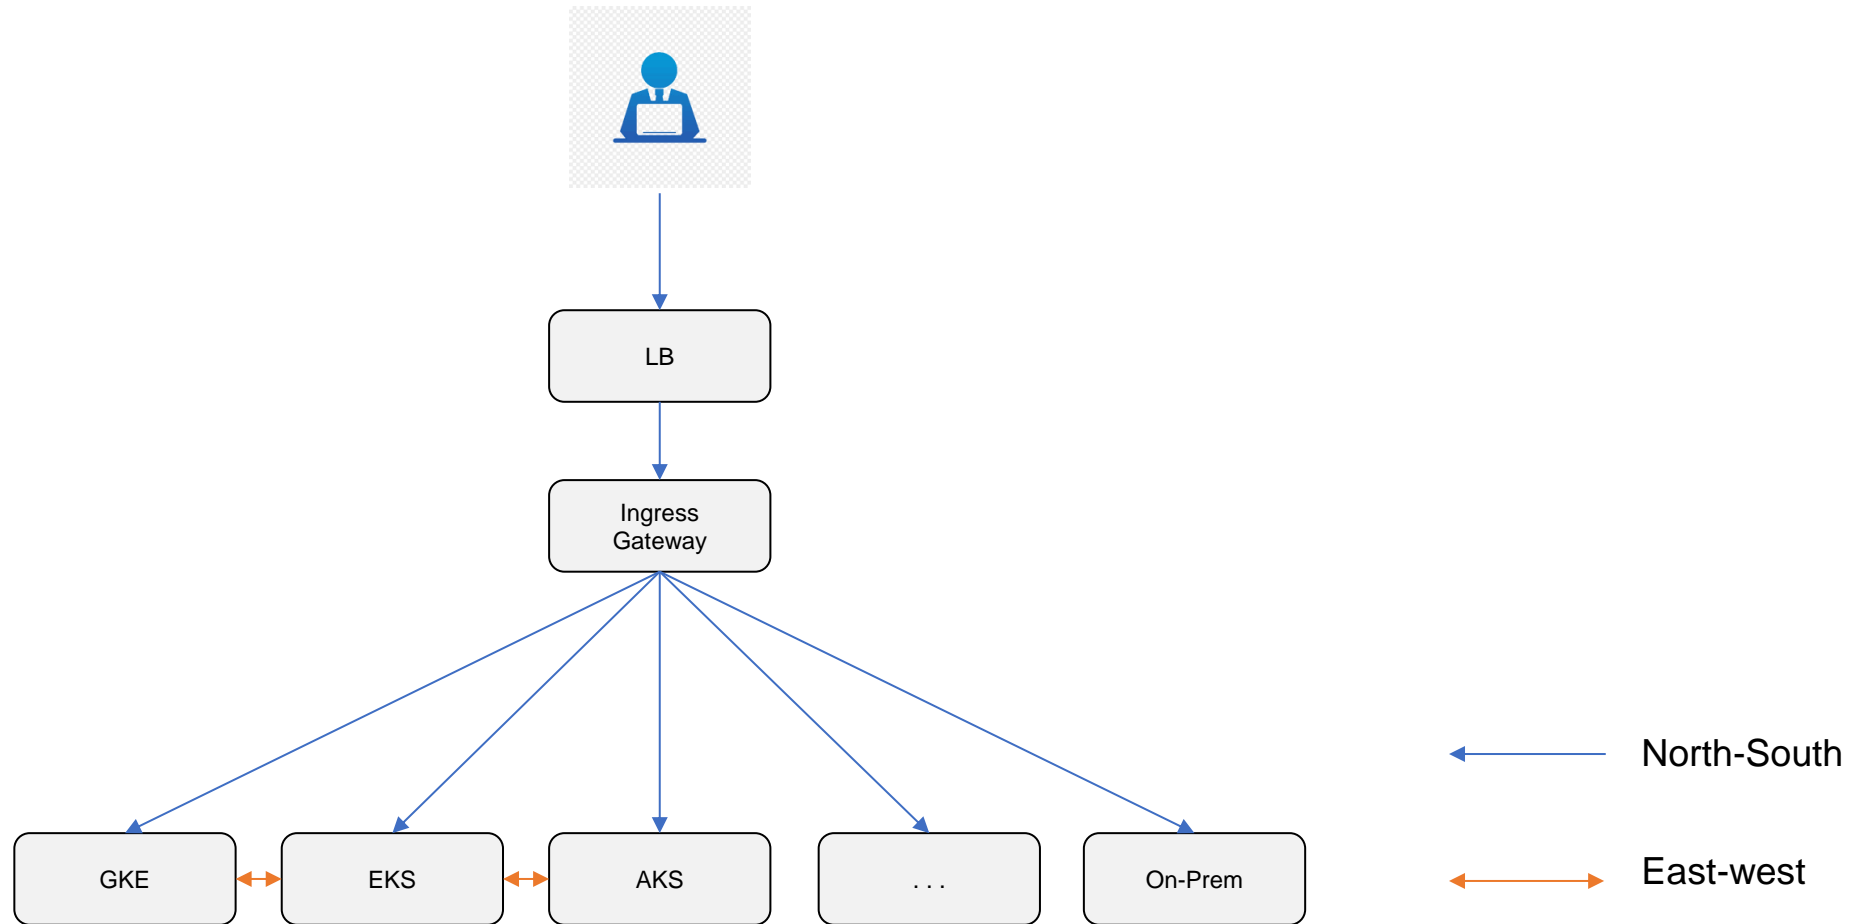 LB
Ingress
Gateway
GKE
EKS
AKS
. . .
On-Prem
North-South
East-west